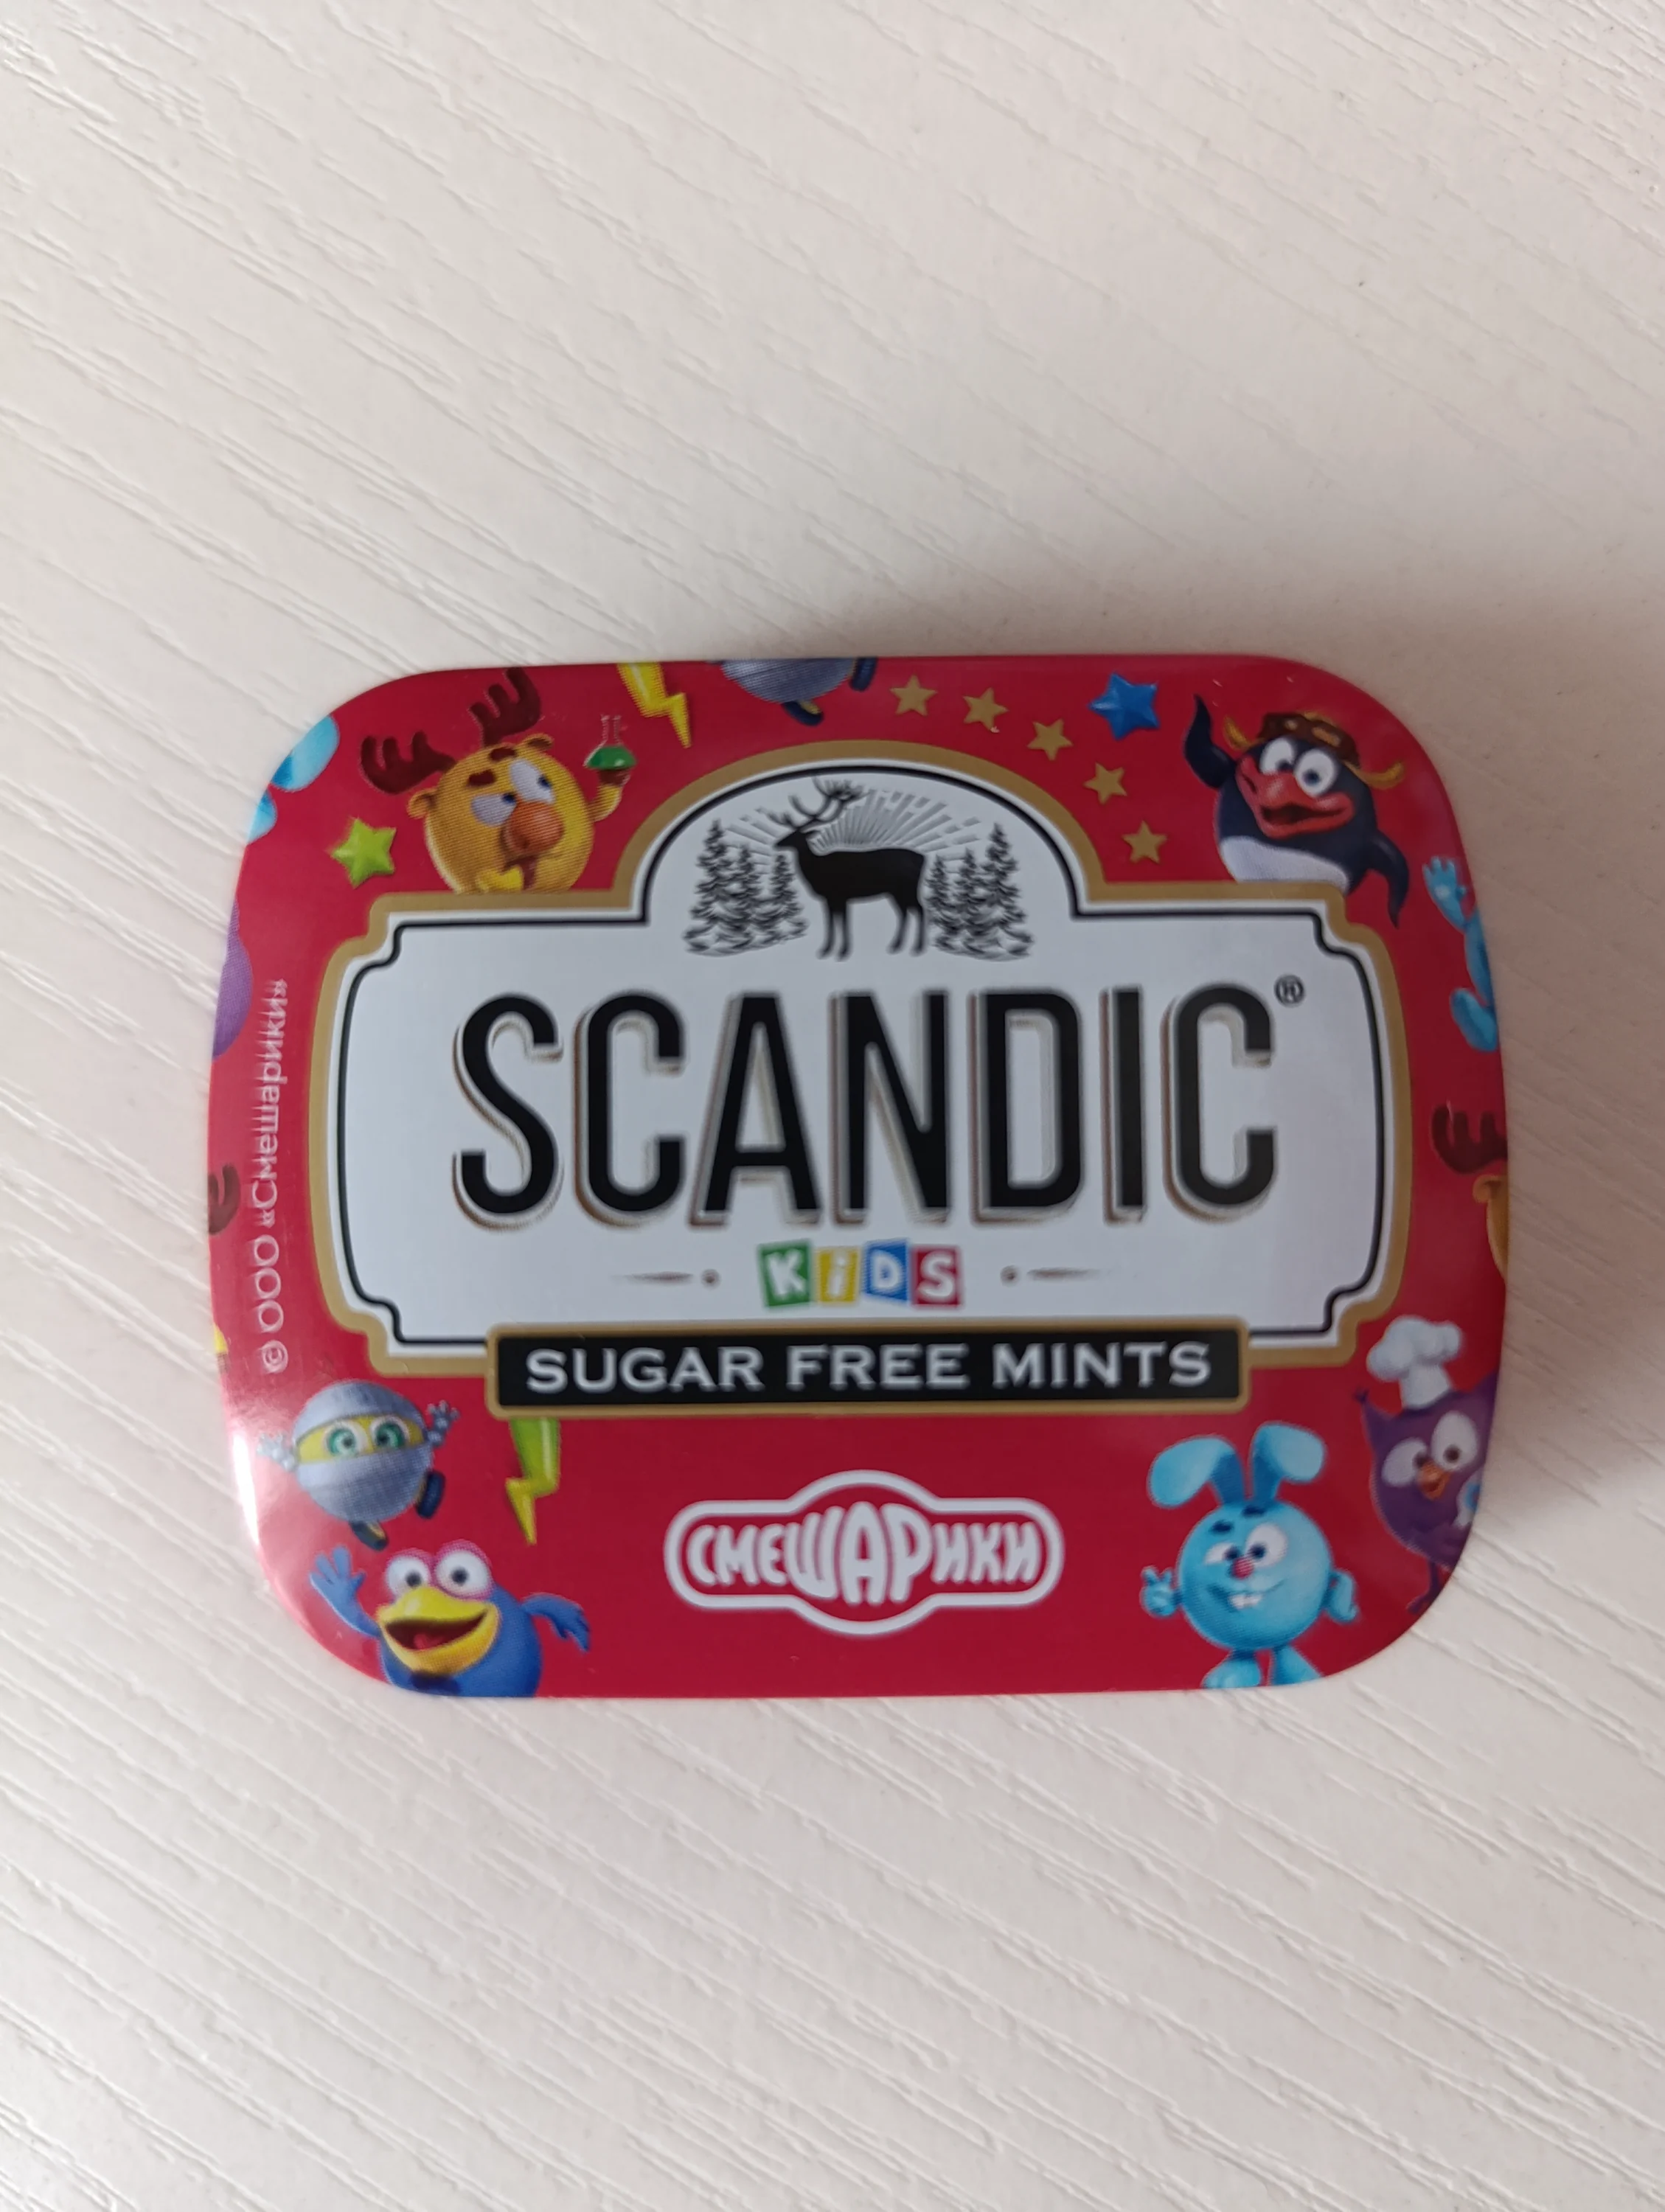 SCANDIC®
KiDS
SUGAR FREE MINTS
СМЕШАРИКИ
© ООО «Смешарики»